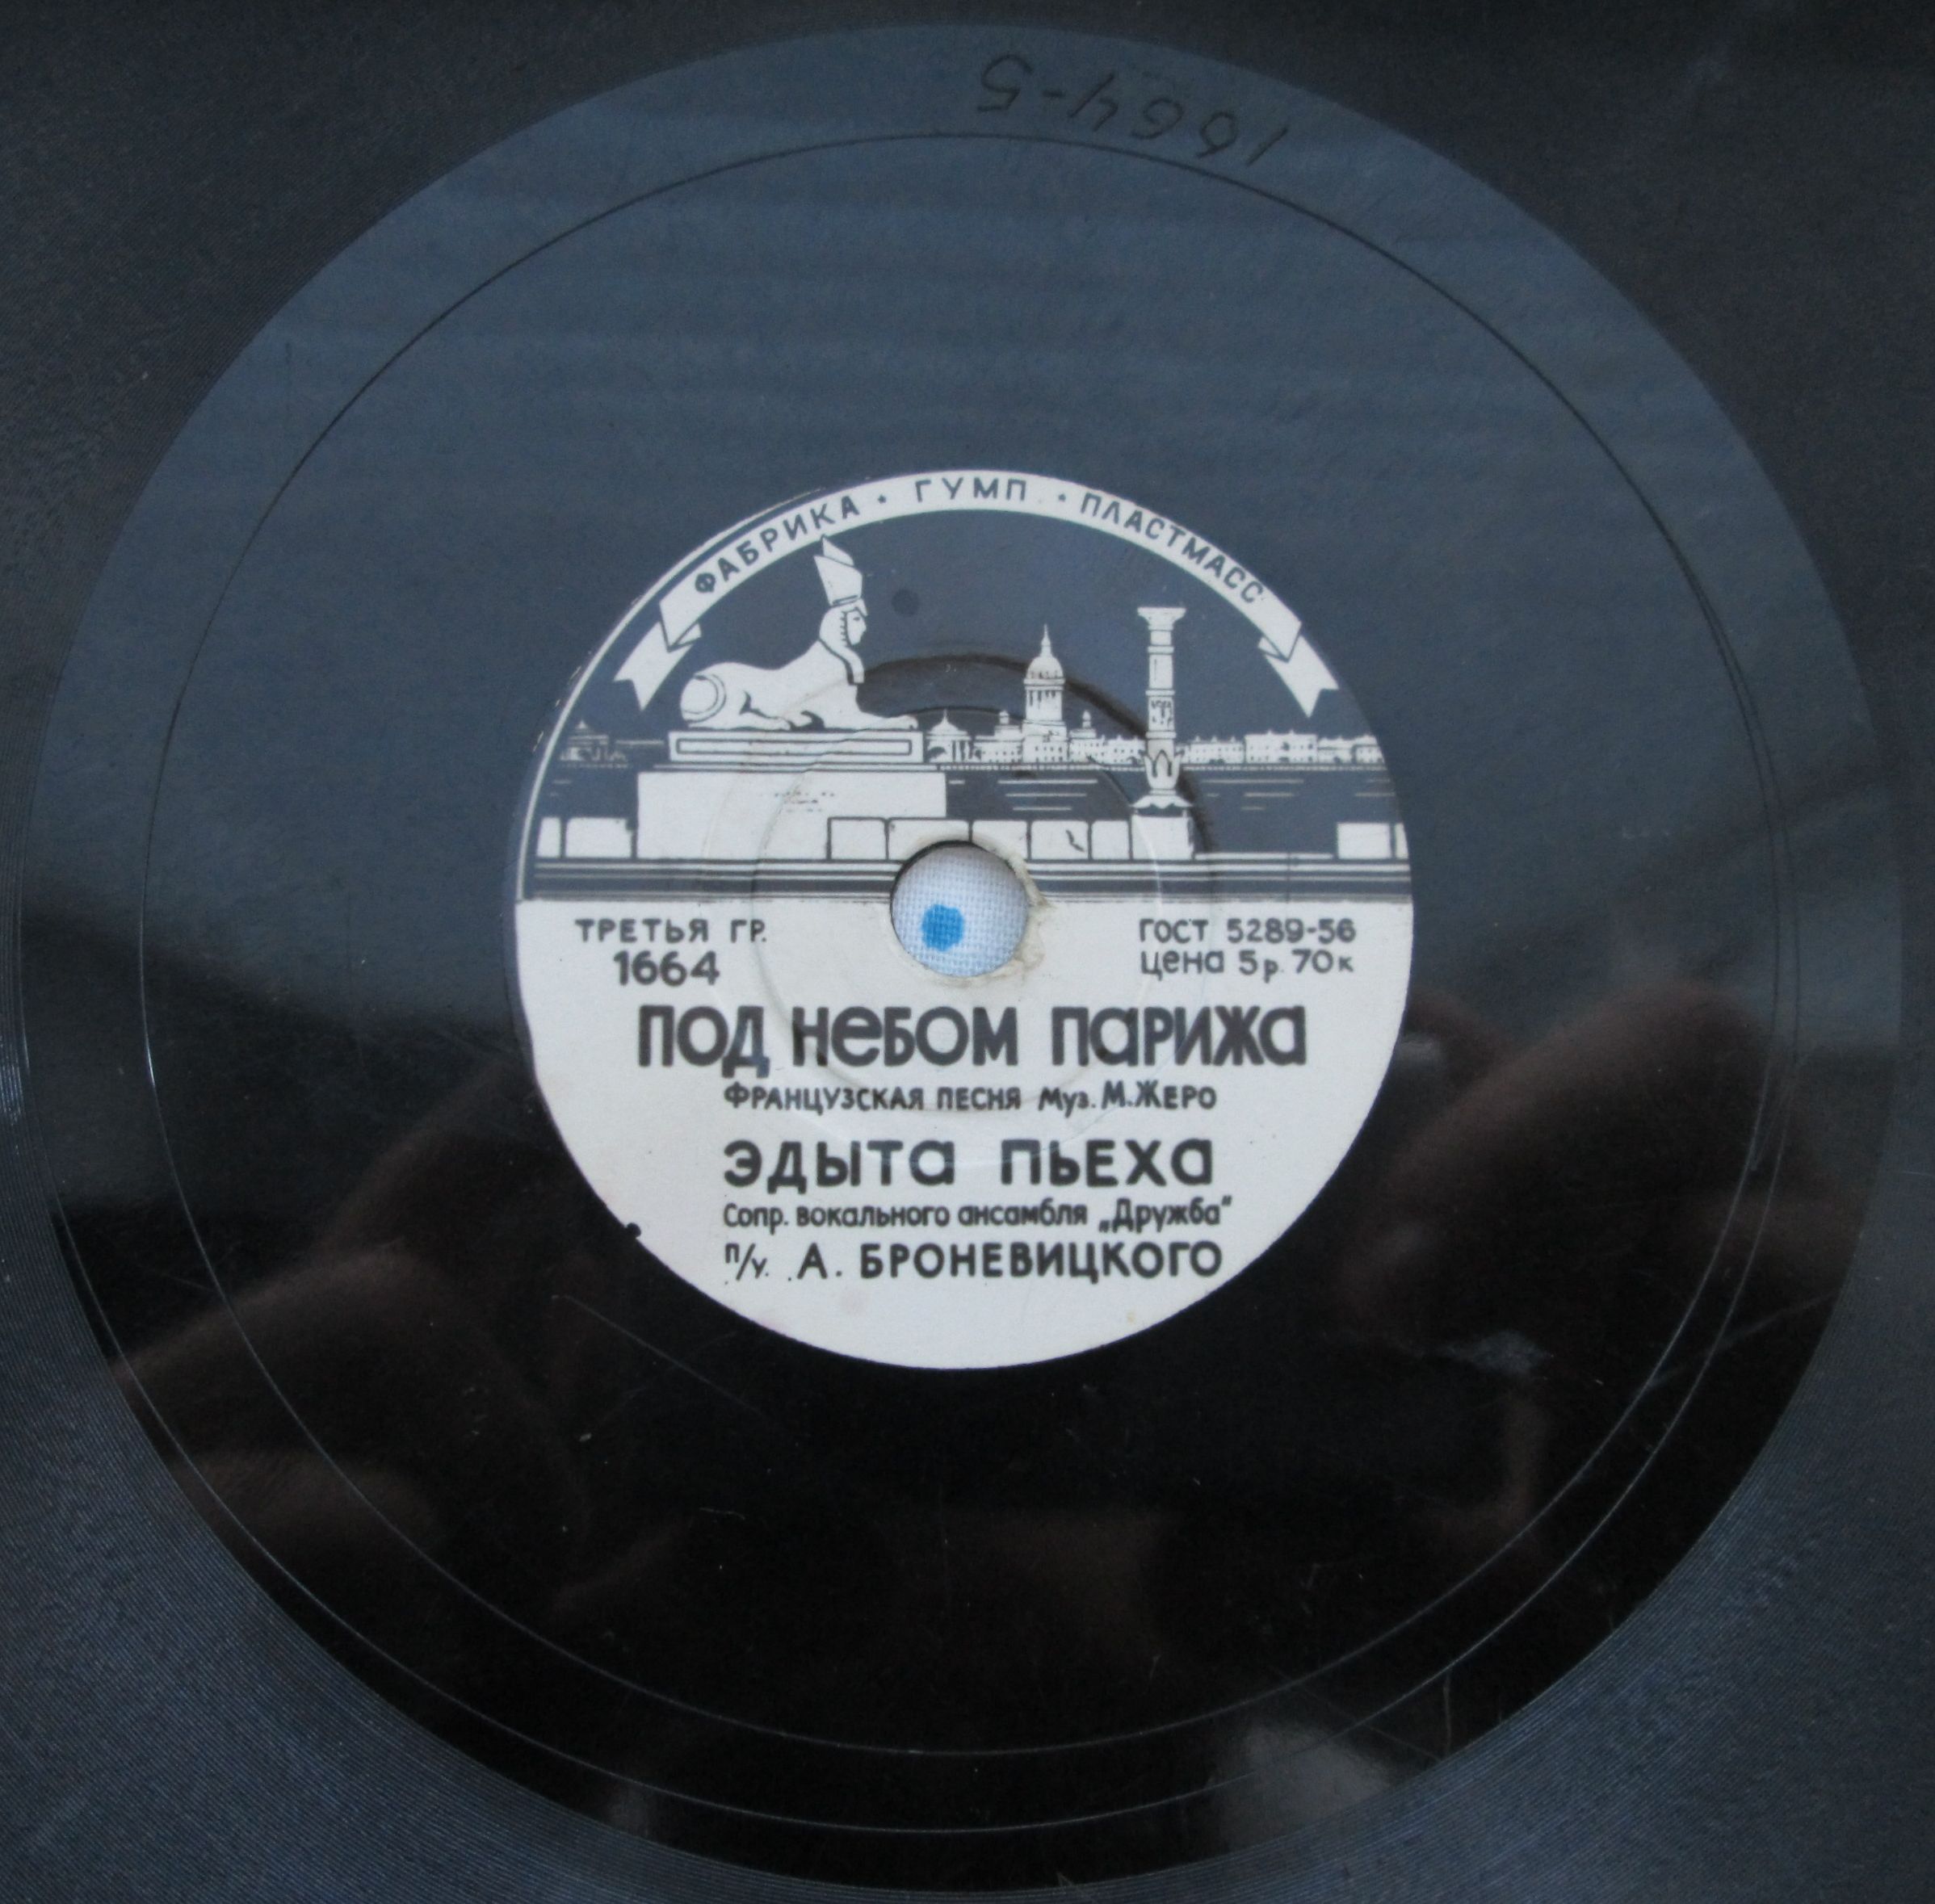 1664-5
ФАБРИКА · ГУМП · ПЛАСТМАСС
ТРЕТЬЯ ГР.
1664
ГОСТ 5289-56
цена 5р. 70к
ПОД НЕБОМ ПАРИЖА
ФРАНЦУЗСКАЯ ПЕСНЯ Муз. М. ЖЕРО
ЭДЫТА ПЬЕХА
Сопр. вокального ансамбля „Дружба"
п/у. А. БРОНЕВИЦКОГО